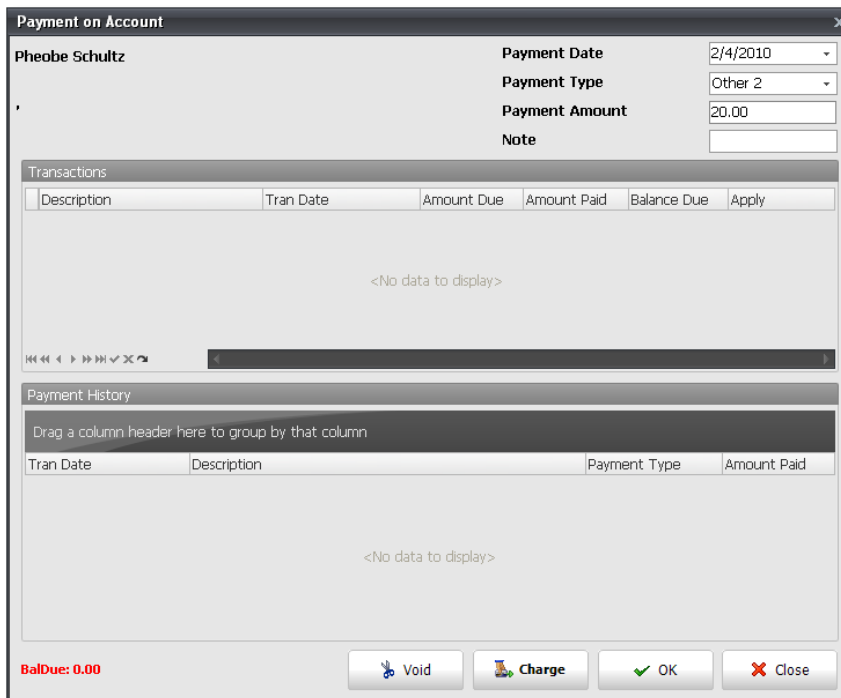 Payment on Account
Pheobe Schultz
Payment Date 2/4/2010
Payment Type Other 2
,
Payment Amount 20.00
Note
Transactions
Description Tran Date Amount Due Amount Paid Balance Due Apply
<No data to display>
Payment History
Drag a column header here to group by that column
Tran Date Description Payment Type Amount Paid
<No data to display>
BalDue: 0.00 Void Charge OK Close